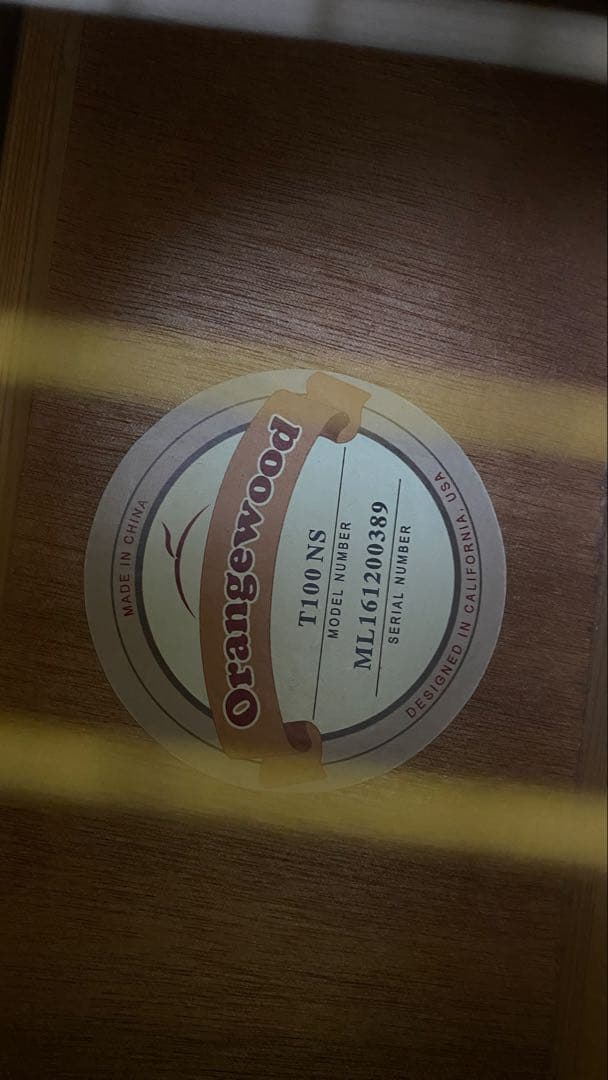 MADE IN CHINA
Orangewood
T100 NS
MODEL NUMBER
ML161200389
SERIAL NUMBER
DESIGNED IN CALIFORNIA, USA